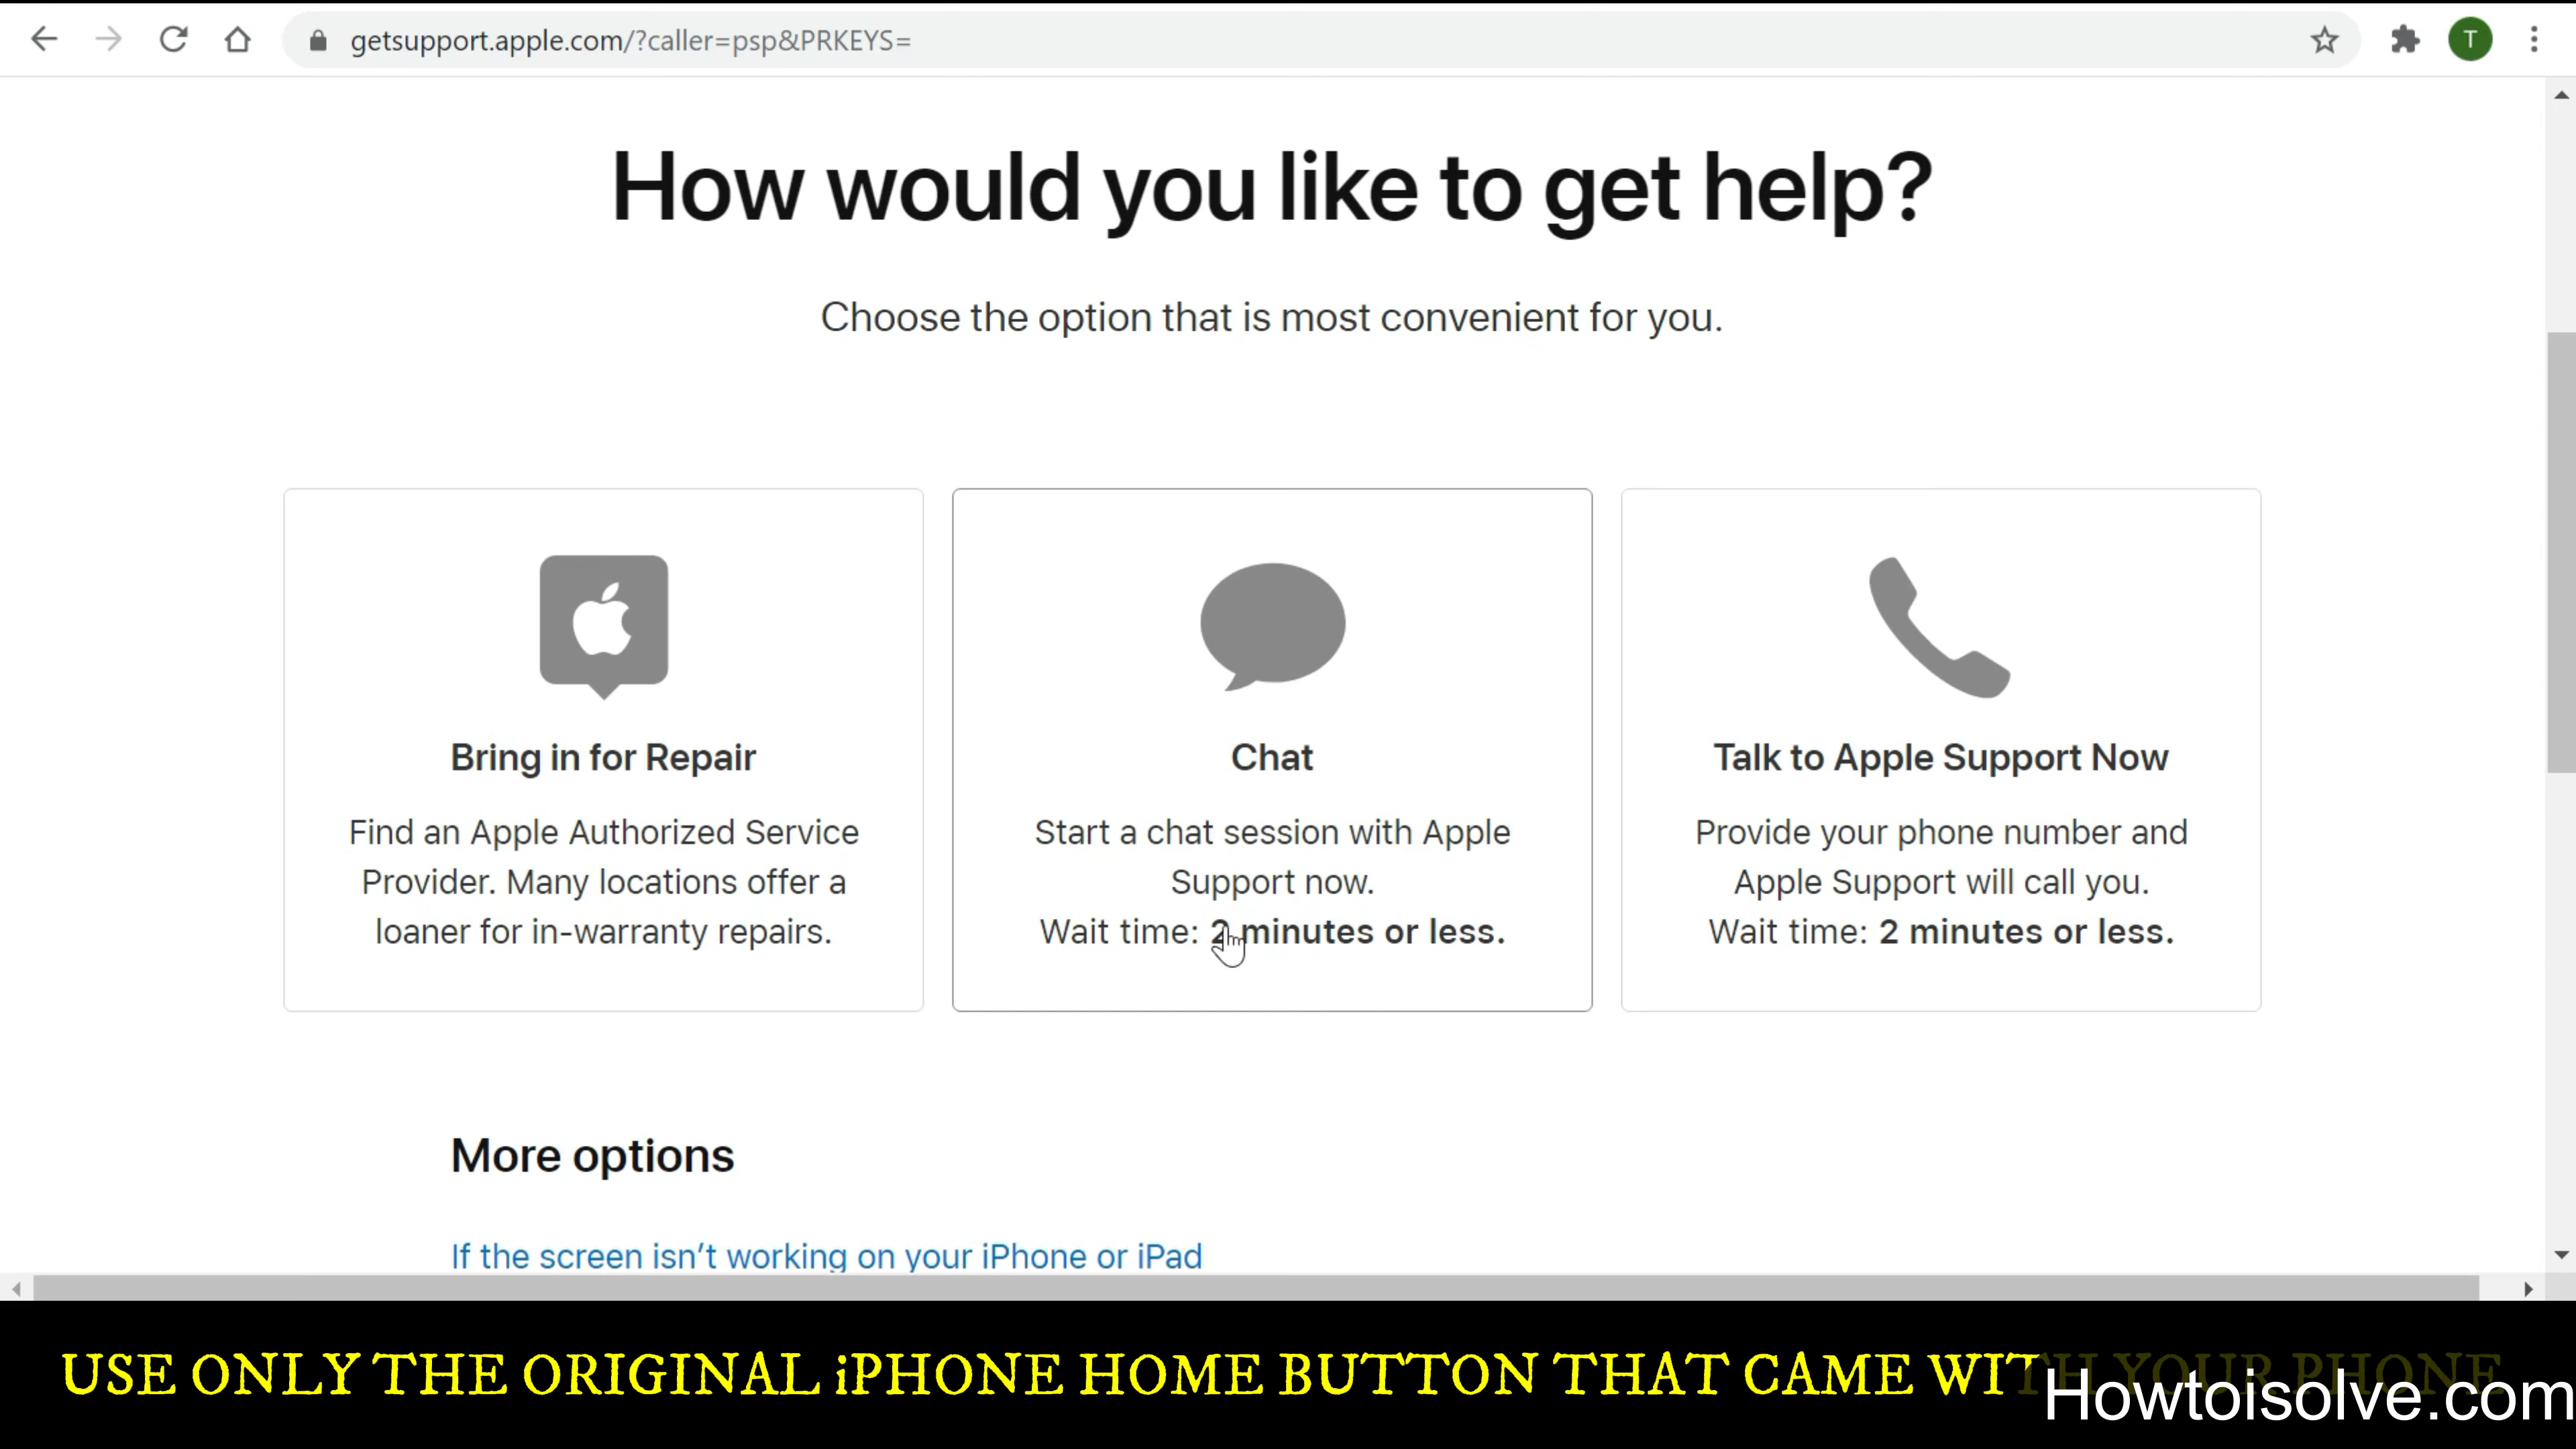 getsupport.apple.com/?caller=psp&PRKEYS=
T
How would you like to get help?
Choose the option that is most convenient for you.
Bring in for Repair
Find an Apple Authorized Service
Provider. Many locations offer a
loaner for in-warranty repairs.
Chat
Start a chat session with Apple
Support now.
Wait time: 2 minutes or less.
Talk to Apple Support Now
Provide your phone number and
Apple Support will call you.
Wait time: 2 minutes or less.
More options
If the screen isn’t working on your iPhone or iPad
USE ONLY THE ORIGINAL iPHONE HOME BUTTON THAT CAME WITH YOUR PHONE
Howtoisolve.com